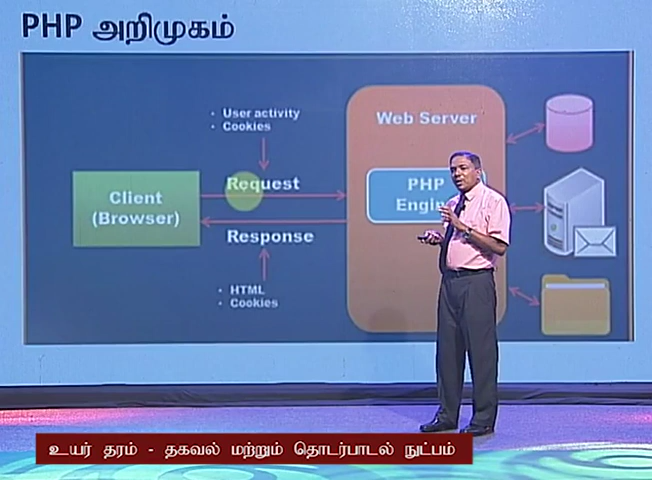 PHP அறிமுகம்
• User activity
• Cookies
Web Server
Client
(Browser)
Request
PHP
Response
• HTML
• Cookies
உயர் தரம் - தகவல் மற்றும் தொடர்பாடல் நுட்பம்